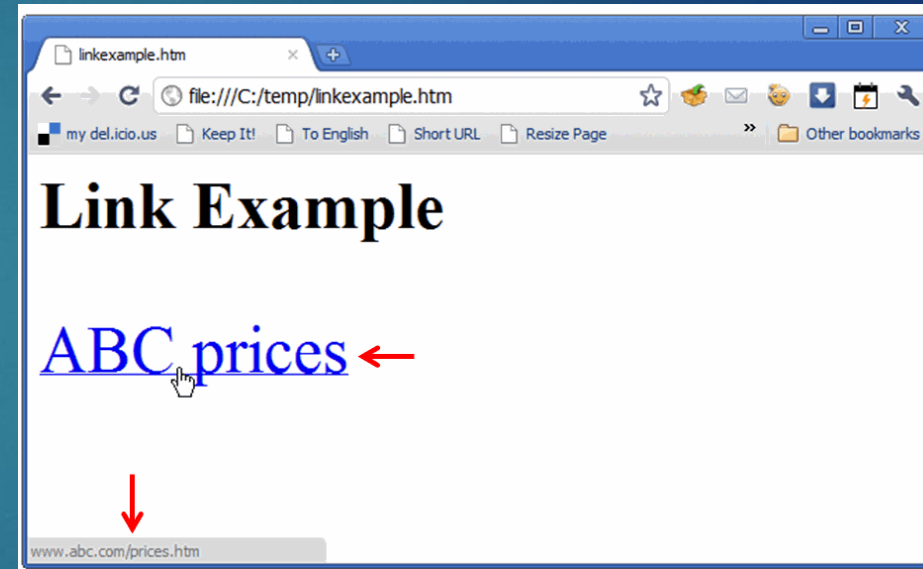 linkexample.htm
file:///C:/temp/linkexample.htm
my del.icio.us Keep It! To English Short URL Resize Page » Other bookmarks
Link Example
ABC prices
www.abc.com/prices.htm